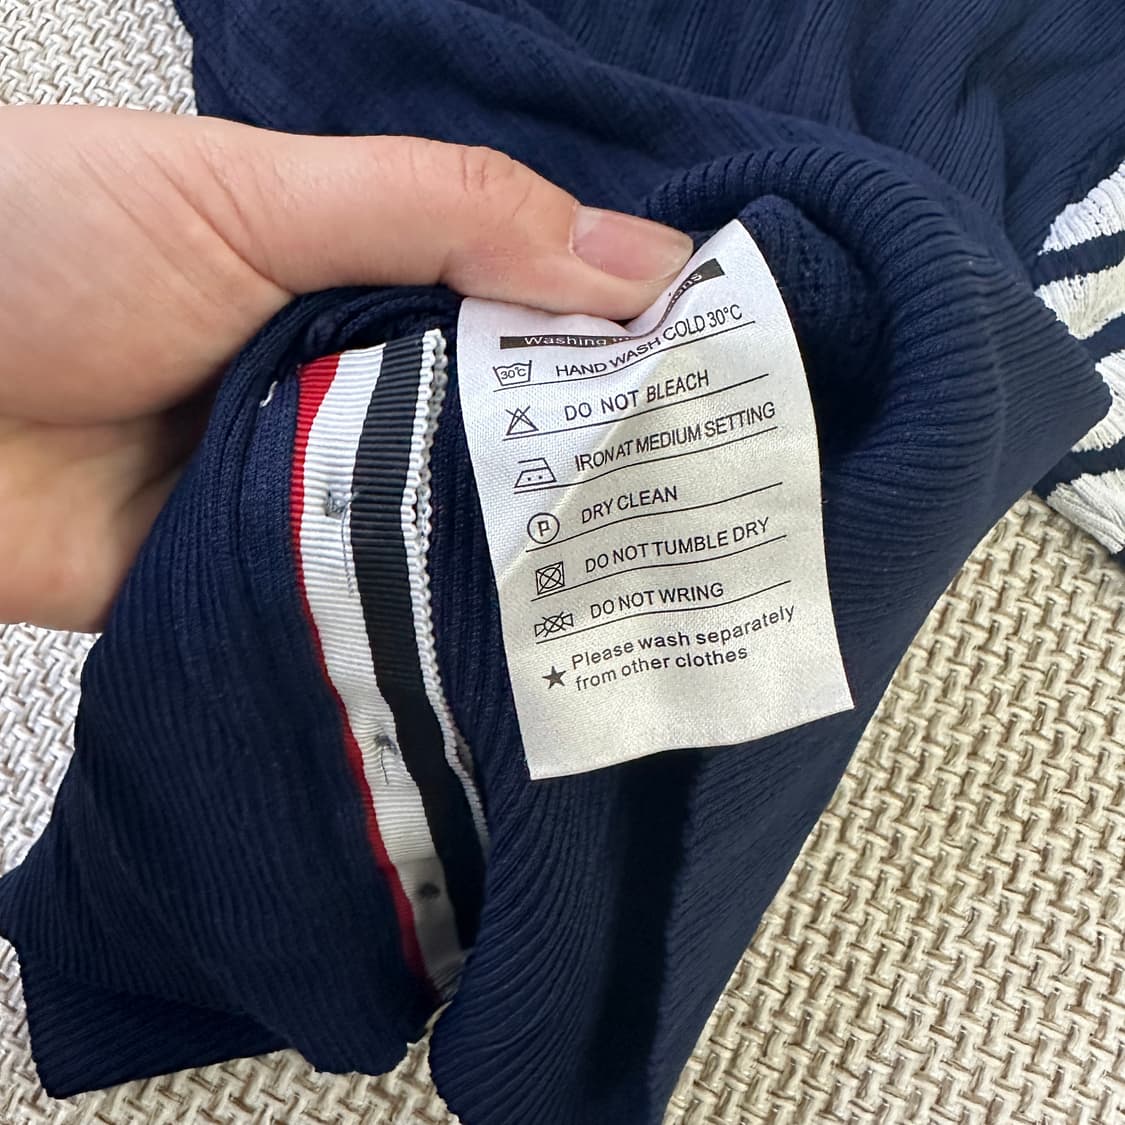 Washing
30°C HAND WASH COLD 30°C
DO NOT BLEACH
IRON AT MEDIUM SETTING
P DRY CLEAN
DO NOT TUMBLE DRY
DO NOT WRING
Please wash separately
from other clothes